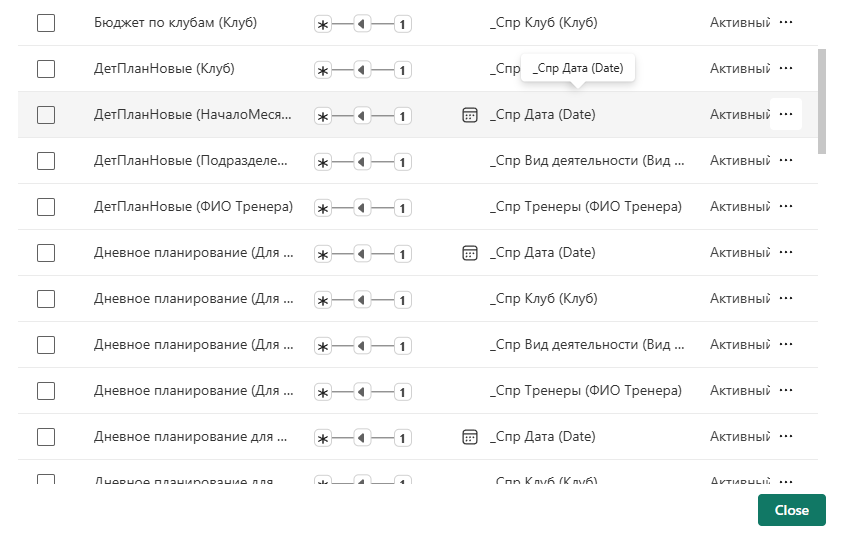 Бюджет по клубам (Клуб) * 1 _Спр Клуб (Клуб) Активный ...
ДетПланНовые (Клуб) * 1 _Спр Активный ...
_Спр Дата (Date)
ДетПланНовые (НачалоМеся... * 1 _Спр Дата (Date) Активный ...
ДетПланНовые (Подразделе... * 1 _Спр Вид деятельности (Вид ... Активный ...
ДетПланНовые (ФИО Тренера) * 1 _Спр Тренеры (ФИО Тренера) Активный ...
Дневное планирование (Для ... * 1 _Спр Дата (Date) Активный ...
Дневное планирование (Для ... * 1 _Спр Клуб (Клуб) Активный ...
Дневное планирование (Для ... * 1 _Спр Вид деятельности (Вид ... Активный ...
Дневное планирование (Для ... * 1 _Спр Тренеры (ФИО Тренера) Активный ...
Дневное планирование для ... * 1 _Спр Дата (Date) Активный ...
Дневное планирование для ... * 1 _Спр Клуб (Клуб) Активный ...
Close